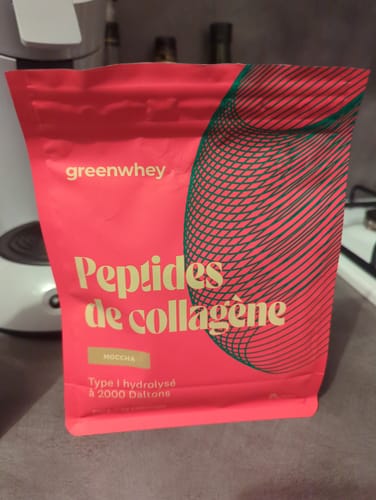 greenwhey
Peptides
de collagène
MOCCHA
Type I hydrolysé
à 2000 Daltons